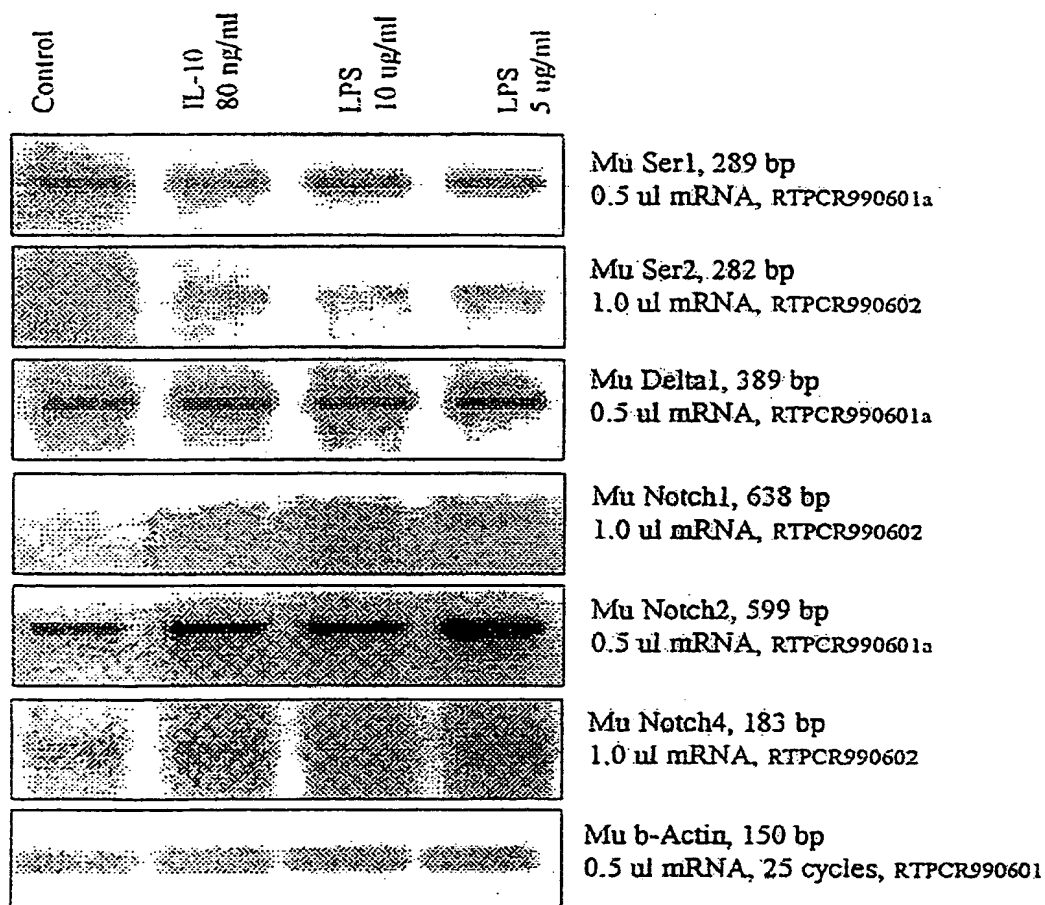 Control
IL-10
80 ng/ml
LPS
10 ug/ml
LPS
5 ug/ml
Mu Ser1, 289 bp
0.5 ul mRNA, RTPCR990601a
Mu Ser2, 282 bp
1.0 ul mRNA, RTPCR990602
Mu Delta1, 389 bp
0.5 ul mRNA, RTPCR990601a
Mu Notch1, 638 bp
1.0 ul mRNA, RTPCR990602
Mu Notch2, 599 bp
0.5 ul mRNA, RTPCR990601a
Mu Notch4, 183 bp
1.0 ul mRNA, RTPCR990602
Mu b-Actin, 150 bp
0.5 ul mRNA, 25 cycles, RTPCR990601